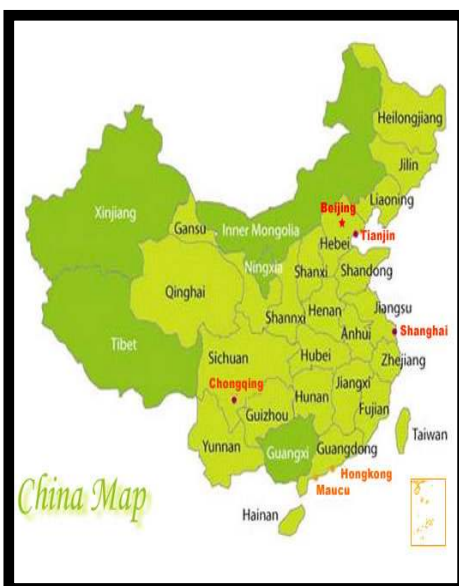 Heilongjiang
Jilin
Liaoning
Beijing
Xinjiang
Gansu
Inner Mongolia
Tianjin
Hebei
Ningxia
Shanxi
Shandong
Qinghai
Jiangsu
Shannxi
Henan
Shanghai
Anhui
Tibet
Sichuan
Hubei
Zhejiang
Chongqing
Jiangxi
Hunan
Guizhou
Fujian
Taiwan
Yunnan
Guangxi
Guangdong
Hongkong
Maucu
China Map
Hainan